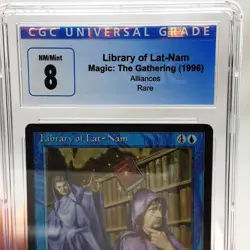 CGC UNIVERSAL GRADE
NM/Mint
8
Library of Lat-Nam
Magic: The Gathering (1996)
Alliances
Rare
Library of Lat-Nam
4